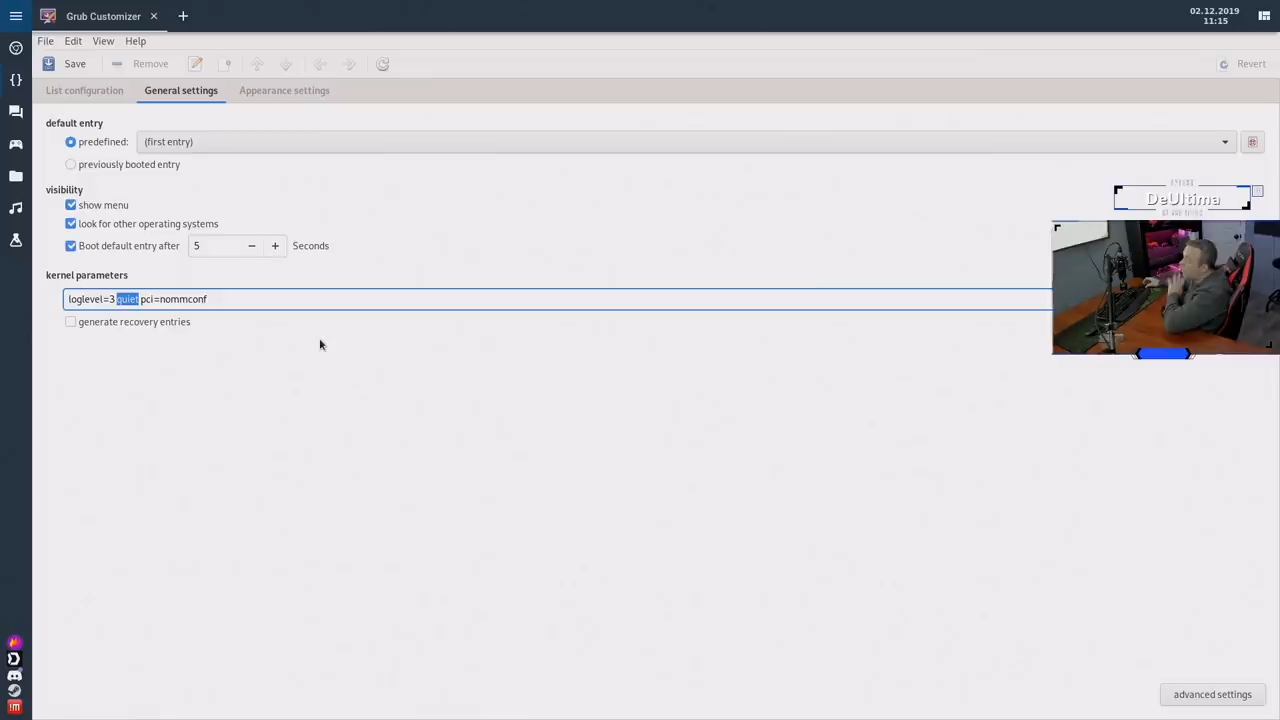 Grub Customizer
02.12.2019
11:15
File Edit View Help
Save Remove Revert
List configuration General settings Appearance settings
default entry
predefined: (first entry)
previously booted entry
visibility
show menu
look for other operating systems
Boot default entry after 5 Seconds
DeUltima
kernel parameters
loglevel=3 quiet pci=nommconf
generate recovery entries
advanced settings